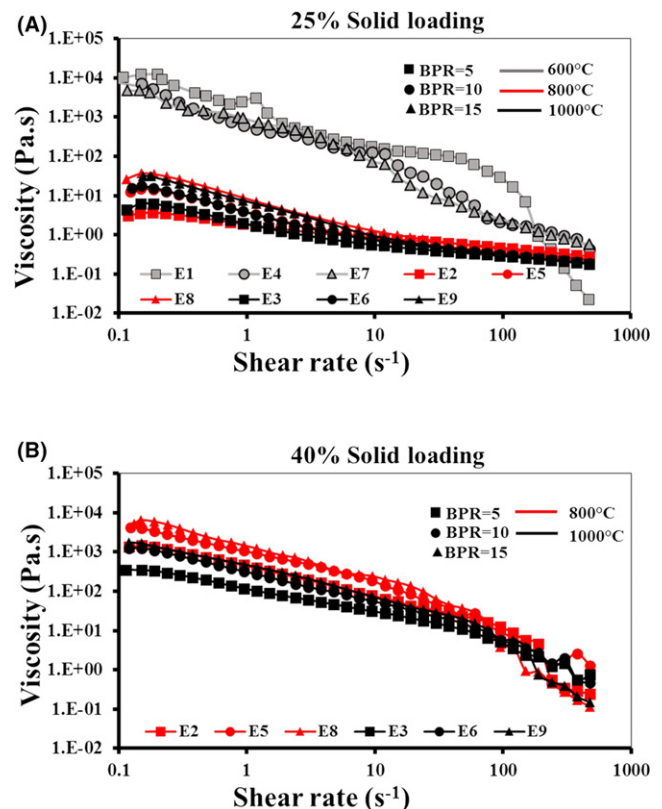 (A)
25% Solid loading
1.E+05
1.E+04
1.E+03
1.E+02
1.E+01
1.E+00
1.E-01
1.E-02
Viscosity (Pa.s)
BPR=5
BPR=10
BPR=15
600°C
800°C
1000°C
E1
E4
E7
E2
E5
E8
E3
E6
E9
0.1
1
10
100
1000
Shear rate (s⁻¹)
(B)
40% Solid loading
1.E+05
1.E+04
1.E+03
1.E+02
1.E+01
1.E+00
1.E-01
1.E-02
Viscosity (Pa.s)
BPR=5
BPR=10
BPR=15
800°C
1000°C
E2
E5
E8
E3
E6
E9
0.1
1
10
100
1000
Shear rate (s⁻¹)